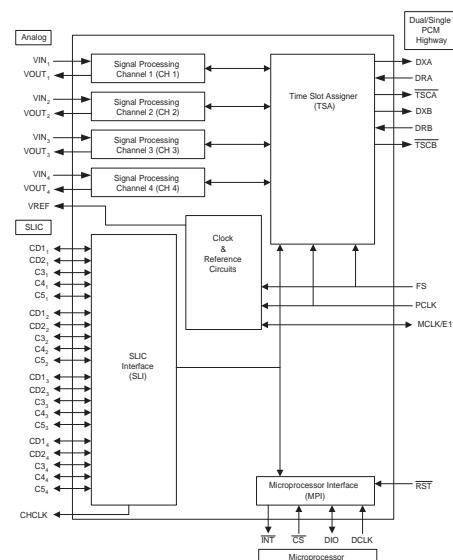 Dual/Single
PCM
Highway
Analog
VIN1
VOUT1
Signal Processing
Channel 1 (CH 1)
VIN2
VOUT2
Signal Processing
Channel 2 (CH 2)
VIN3
VOUT3
Signal Processing
Channel 3 (CH 3)
VIN4
VOUT4
Signal Processing
Channel 4 (CH 4)
Time Slot Assigner
(TSA)
DXA
DRA
TSCA
DXB
DRB
TSCB
VREF
SLIC
Clock
&
Reference
Circuits
FS
PCLK
MCLK/E1
CD11
CD21
C31
C41
C51
CD12
CD22
C32
C42
C52
CD13
CD23
C33
C43
C53
CD14
CD24
C34
C44
C54
CHCLK
SLIC
Interface
(SLI)
Microprocessor Interface
(MPI)
RST
INT
CS
DIO
DCLK
Microprocessor